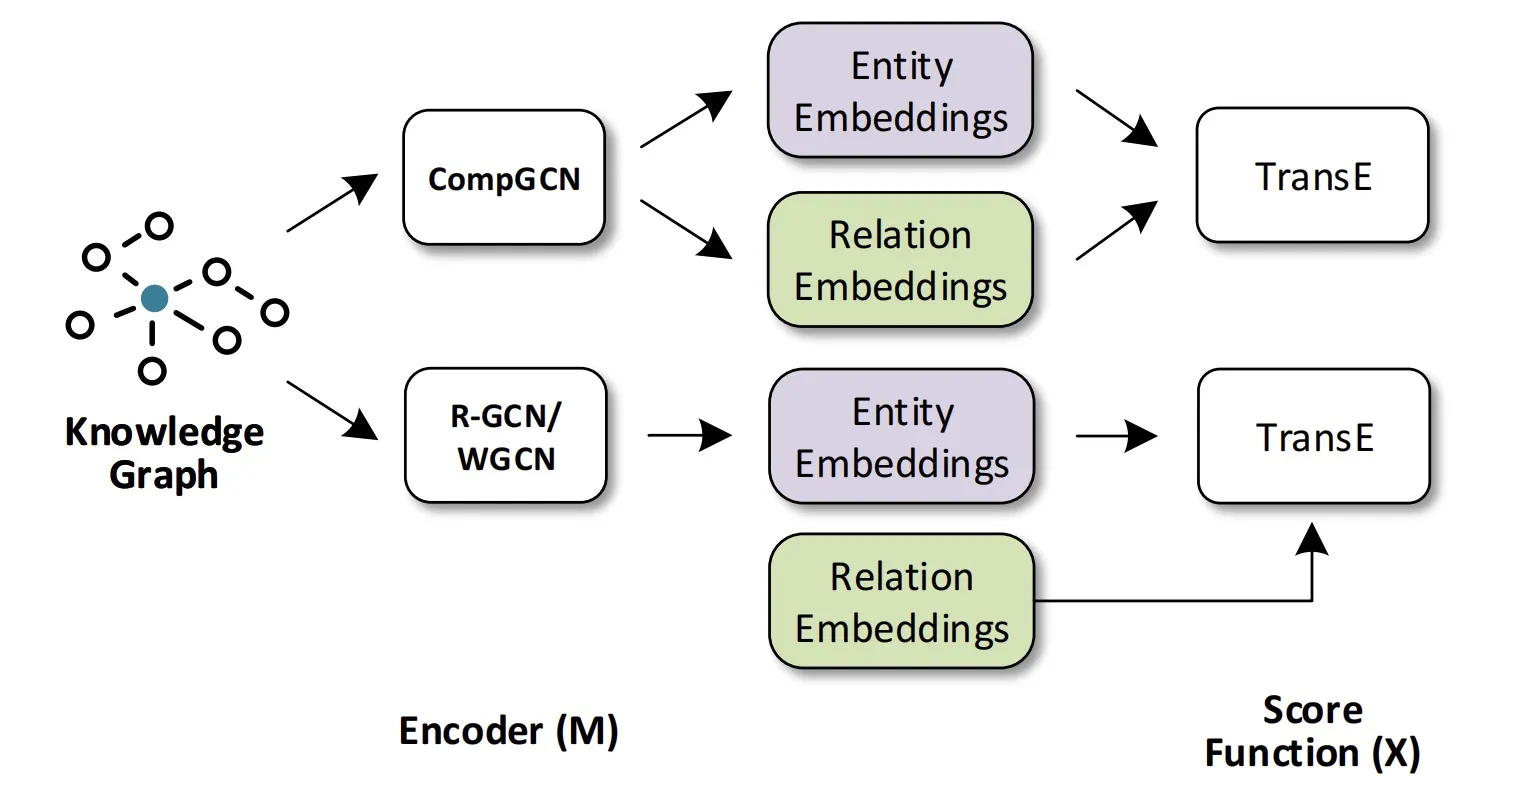 Entity
Embeddings
CompGCN
TransE
Relation
Embeddings
Knowledge
Graph
R-GCN/
WGCN
Entity
Embeddings
TransE
Relation
Embeddings
Encoder (M)
Score
Function (X)